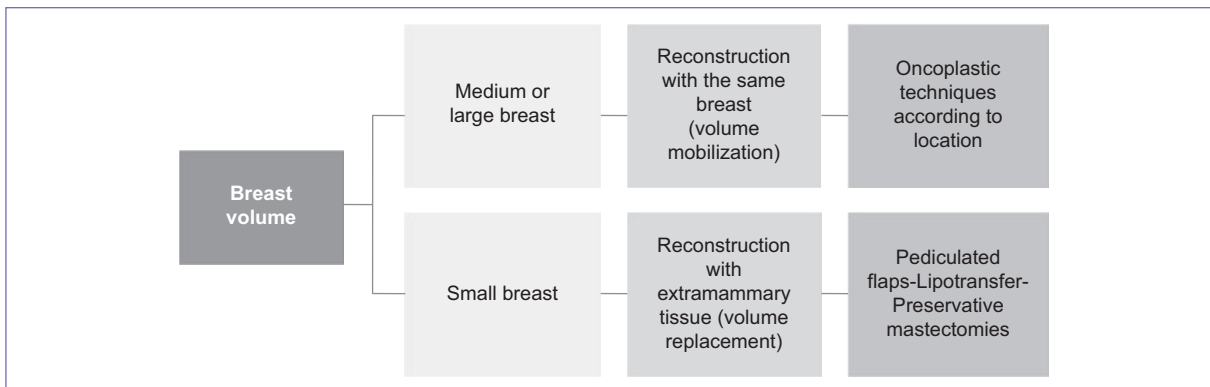 Breast
volume
Medium or
large breast
Reconstruction
with the same
breast
(volume
mobilization)
Oncoplastic
techniques
according to
location
Small breast
Reconstruction
with
extramammary
tissue (volume
replacement)
Pediculated
flaps-Lipotransfer-
Preservative
mastectomies